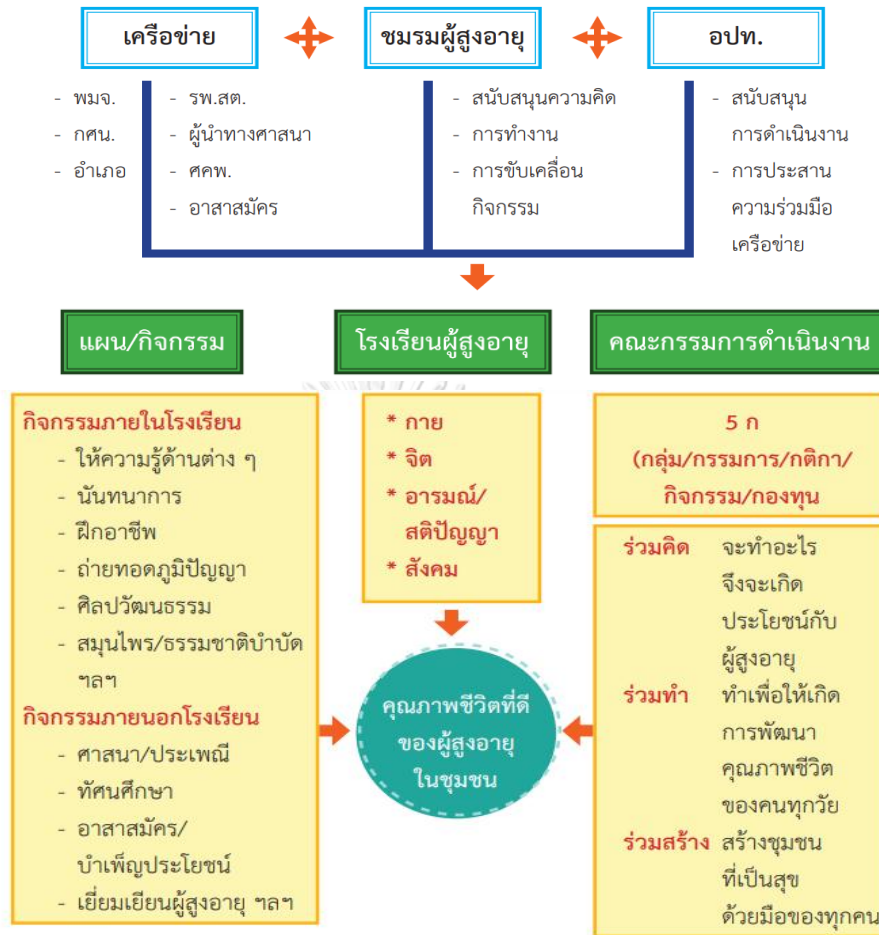 เครือข่าย
ชมรมผู้สูงอายุ
อปท.
- พมจ.
- กศน.
- อำเภอ
- รพ.สต.
- ผู้นำทางศาสนา
- ศคพ.
- อาสาสมัคร
- สนับสนุนความคิด
- การทำงาน
- การขับเคลื่อน
กิจกรรม
- สนับสนุน
การดำเนินงาน
- การประสาน
ความร่วมมือ
เครือข่าย
แผน/กิจกรรม
โรงเรียนผู้สูงอายุ
คณะกรรมการดำเนินงาน
กิจกรรมภายในโรงเรียน
- ให้ความรู้ด้านต่าง ๆ
- นันทนาการ
- ฝึกอาชีพ
- ถ่ายทอดภูมิปัญญา
- ศิลปวัฒนธรรม
- สมุนไพร/ธรรมชาติบำบัด
ฯลฯ
กิจกรรมภายนอกโรงเรียน
- ศาสนา/ประเพณี
- ทัศนศึกษา
- อาสาสมัคร/
บำเพ็ญประโยชน์
- เยี่ยมเยียนผู้สูงอายุ ฯลฯ
* กาย
* จิต
* อารมณ์/
สติปัญญา
* สังคม
คุณภาพชีวิตที่ดี
ของผู้สูงอายุ
ในชุมชน
5 ก
(กลุ่ม/กรรมการ/กติกา/
กิจกรรม/กองทุน
ร่วมคิด จะทำอะไร
จึงจะเกิด
ประโยชน์กับ
ผู้สูงอายุ
ร่วมทำ ทำเพื่อให้เกิด
การพัฒนา
คุณภาพชีวิต
ของคนทุกวัย
ร่วมสร้าง สร้างชุมชน
ที่เป็นสุข
ด้วยมือของทุกคน